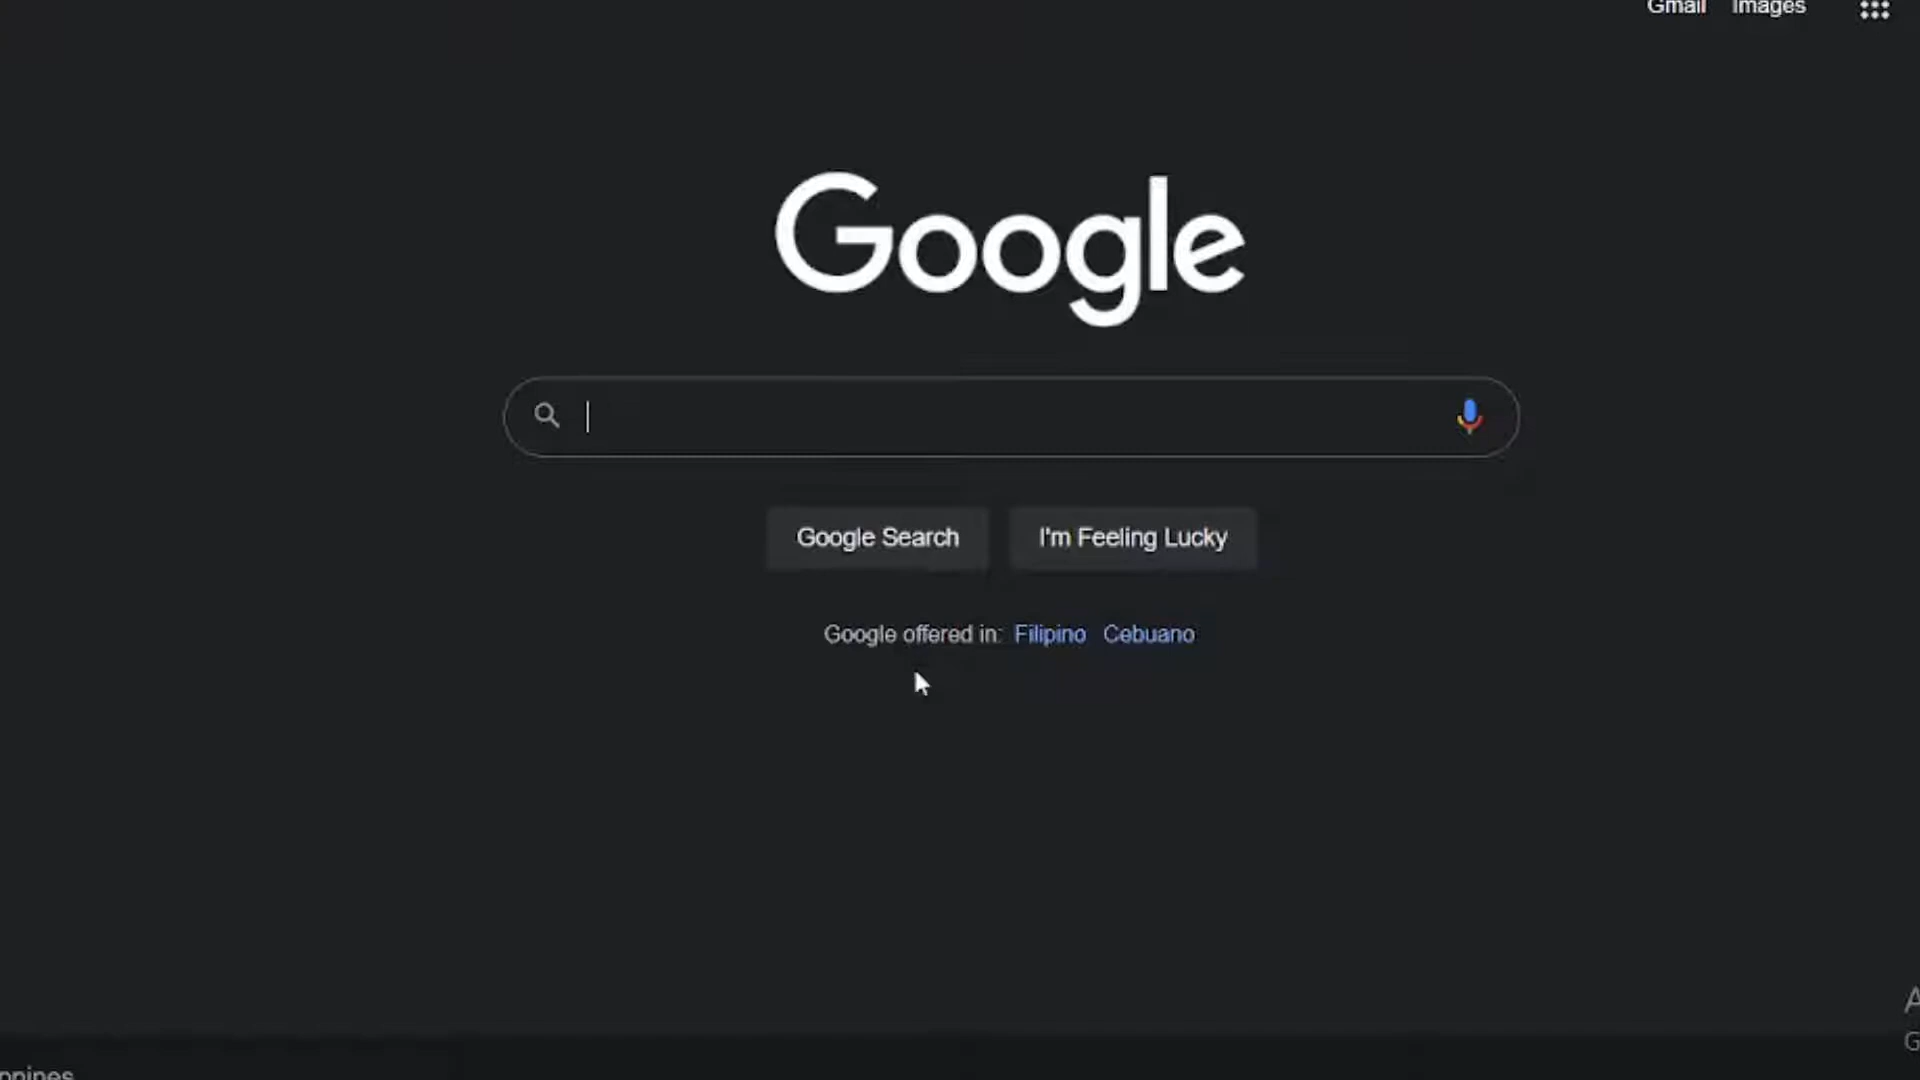 Gmail Images
Google
Google Search I'm Feeling Lucky
Google offered in: Filipino Cebuano